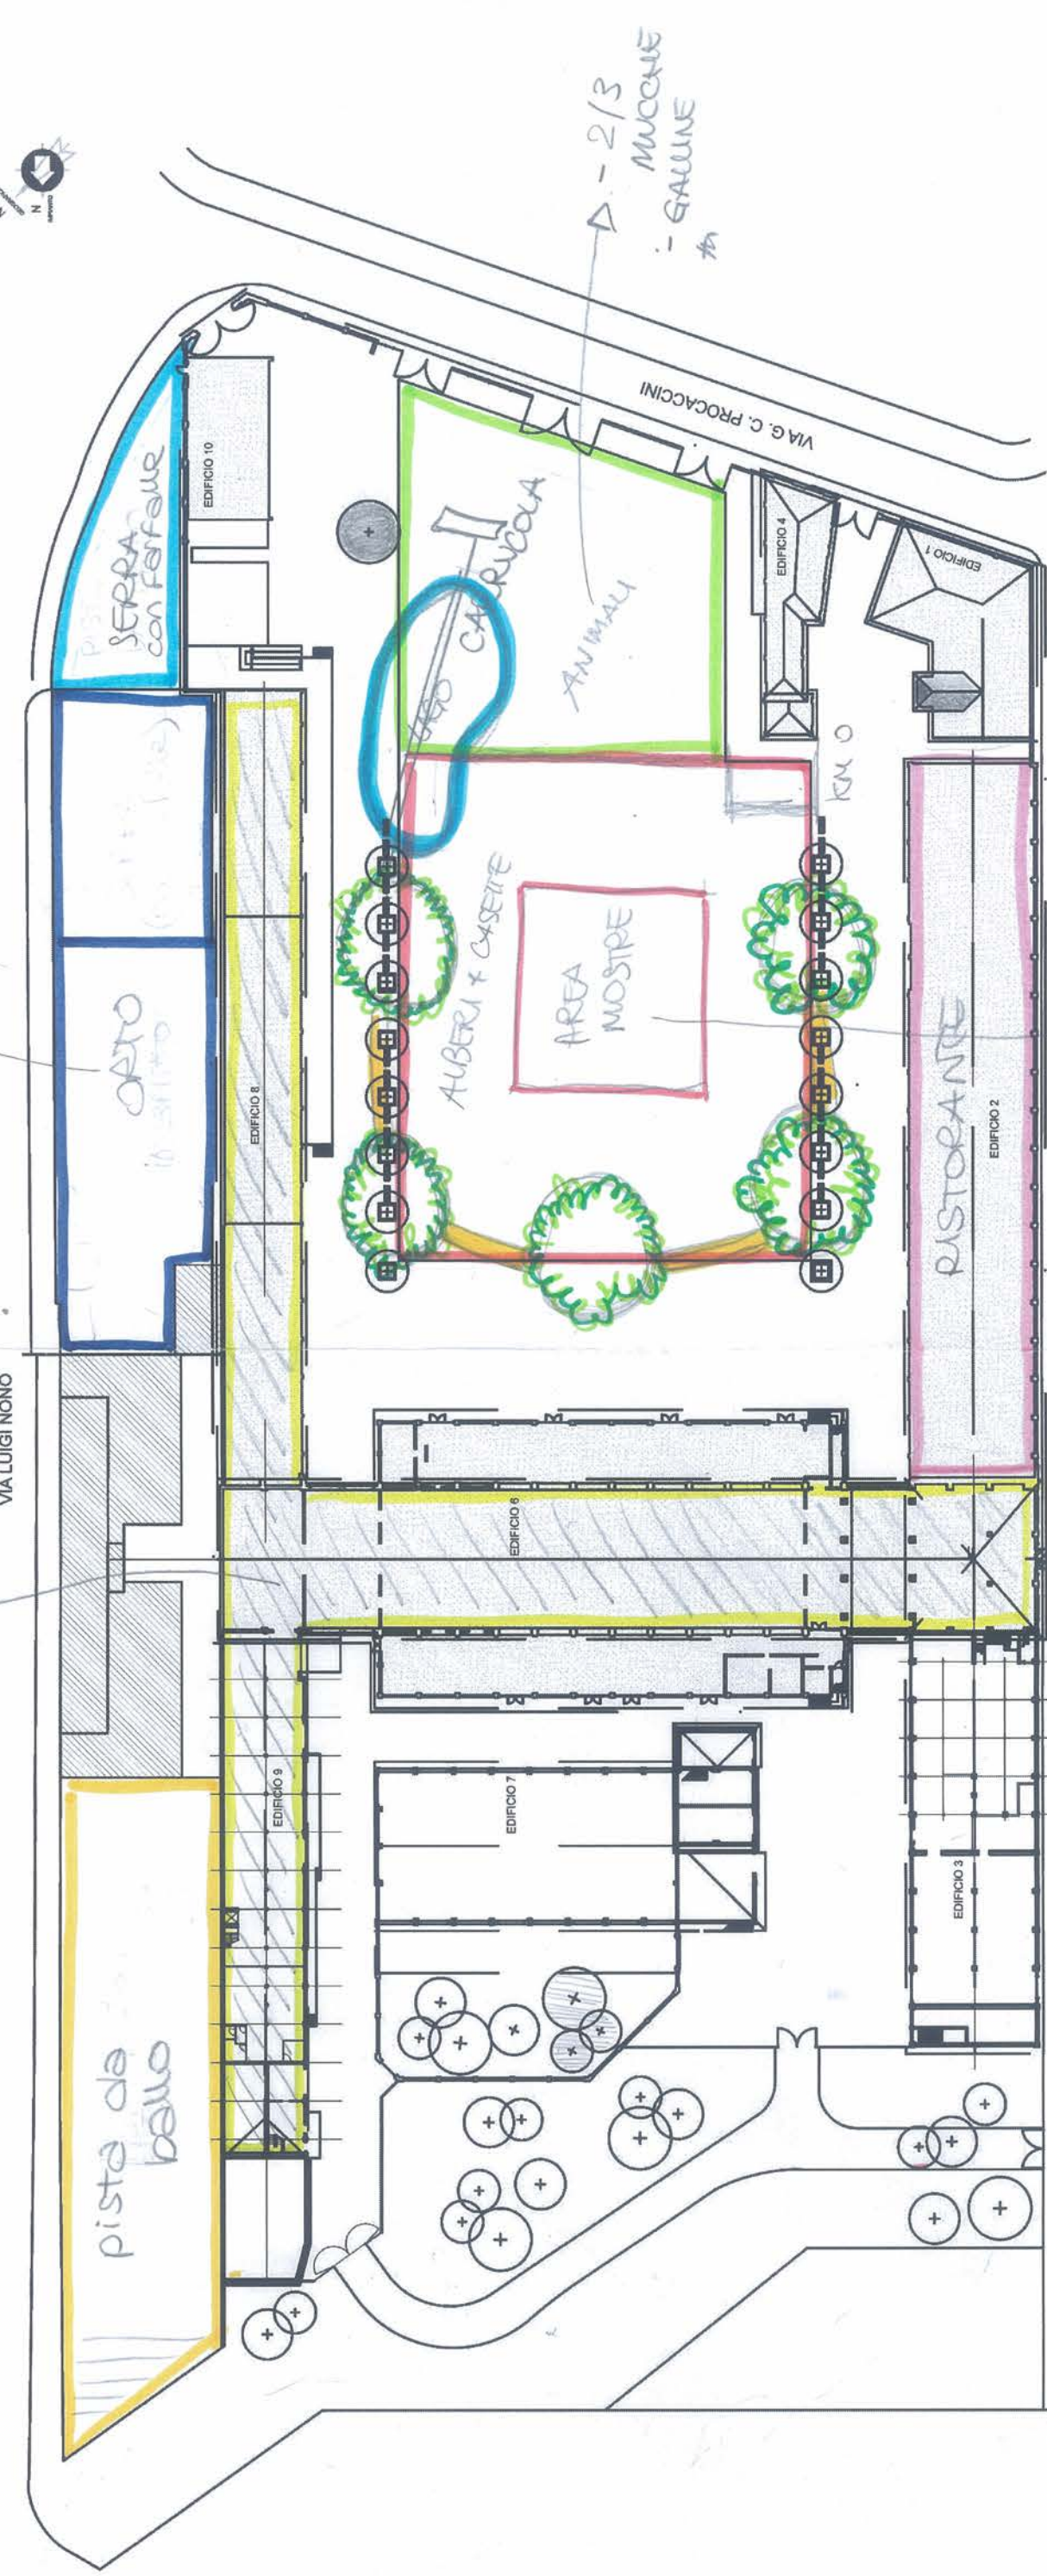 N
N
IMPIANTO
VIA LUIGI NONO
SERRA
con farfalle
EDIFICIO 10
.- 2/3
MUCCHE
:- GALLINE
VIA G. C. PROCACCINI
CARRUCOLA
ANIMALI
EDIFICIO 4
EDIFICIO 1
KM 0
ORTO
EDIFICIO 8
ALBERI + CASETTE
AREA
MOSTRE
RISTORANTE
EDIFICIO 2
EDIFICIO 6
EDIFICIO 9
EDIFICIO 7
EDIFICIO 3
pista da
ballo